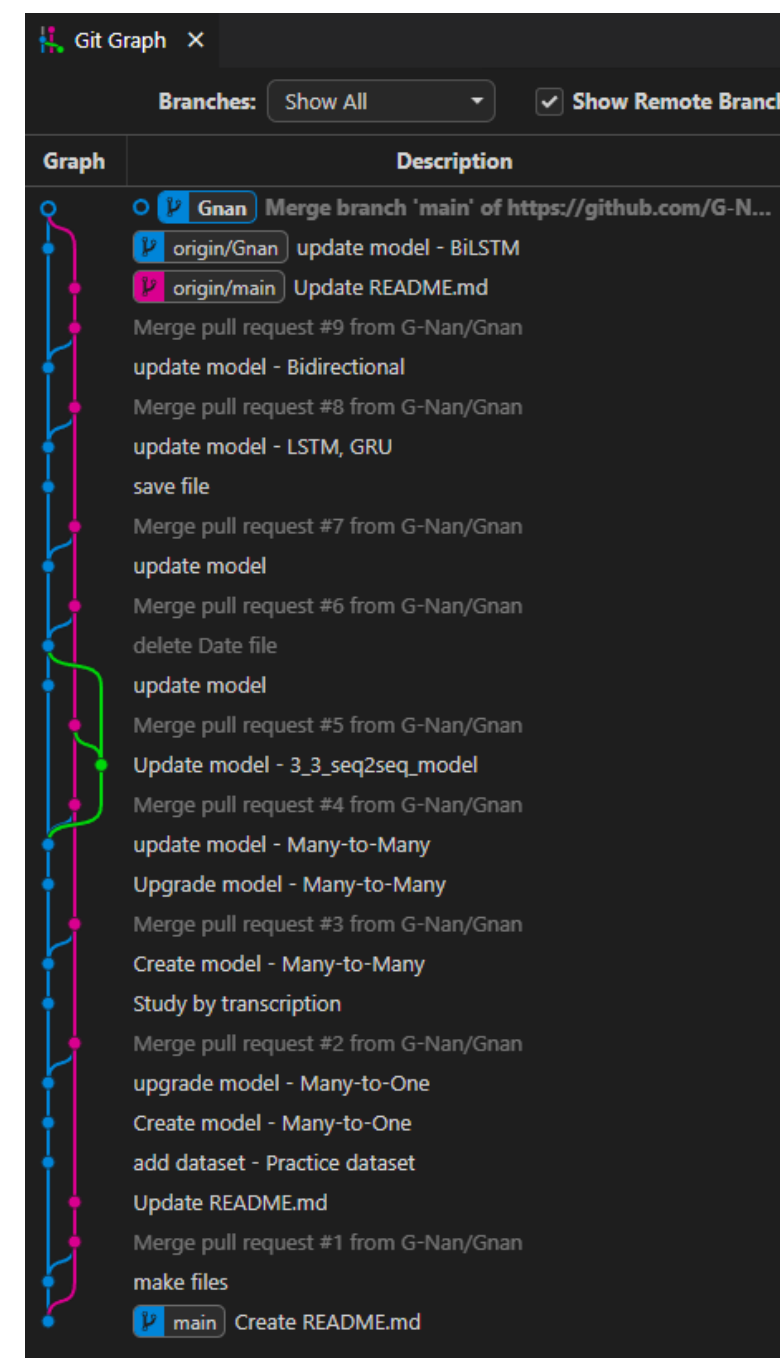 Git Graph
Branches: Show All Show Remote Branch
Graph Description
Gnan Merge branch 'main' of https://github.com/G-N...
origin/Gnan update model - BiLSTM
origin/main Update README.md
Merge pull request #9 from G-Nan/Gnan
update model - Bidirectional
Merge pull request #8 from G-Nan/Gnan
update model - LSTM, GRU
save file
Merge pull request #7 from G-Nan/Gnan
update model
Merge pull request #6 from G-Nan/Gnan
delete Date file
update model
Merge pull request #5 from G-Nan/Gnan
Update model - 3_3_seq2seq_model
Merge pull request #4 from G-Nan/Gnan
update model - Many-to-Many
Upgrade model - Many-to-Many
Merge pull request #3 from G-Nan/Gnan
Create model - Many-to-Many
Study by transcription
Merge pull request #2 from G-Nan/Gnan
upgrade model - Many-to-One
Create model - Many-to-One
add dataset - Practice dataset
Update README.md
Merge pull request #1 from G-Nan/Gnan
make files
main Create README.md